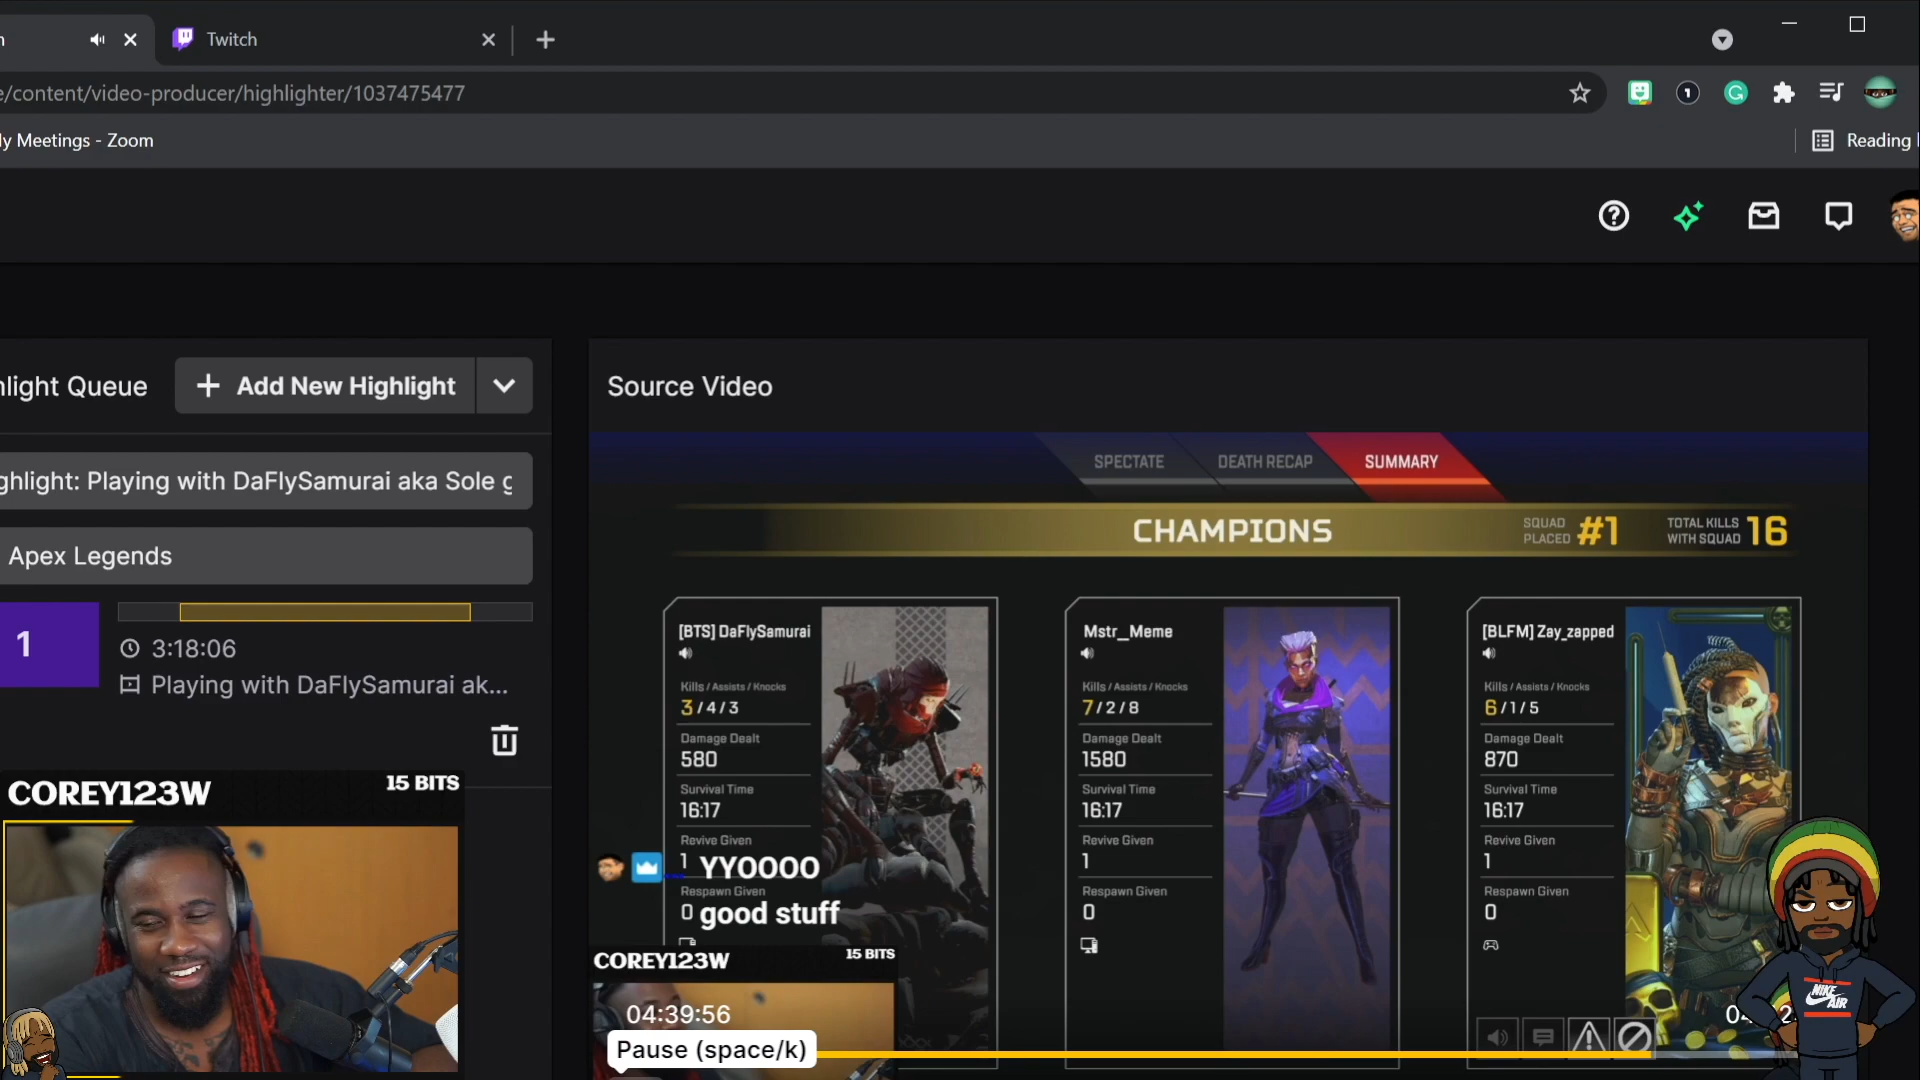 Twitch
e/content/video-producer/highlighter/1037475477
ly Meetings - Zoom
Reading
hlight Queue
Add New Highlight
Source Video
ghlight: Playing with DaFlySamurai aka Sole g
Apex Legends
1
3:18:06
Playing with DaFlySamurai ak...
SPECTATE
DEATH RECAP
SUMMARY
CHAMPIONS
SQUAD PLACED #1
TOTAL KILLS WITH SQUAD 16
[BTS] DaFlySamurai
Kills / Assists / Knocks
3 / 4 / 3
Damage Dealt
580
Survival Time
16:17
Revive Given
1
Respawn Given
0
Mstr_Meme
Kills / Assists / Knocks
7 / 2 / 8
Damage Dealt
1580
Survival Time
16:17
Revive Given
1
Respawn Given
0
[BLFM] Zay_zapped
Kills / Assists / Knocks
6 / 1 / 5
Damage Dealt
870
Survival Time
16:17
Revive Given
1
Respawn Given
0
YYOOOO
good stuff
COREY123W
15 BITS
COREY123W
15 BITS
04:39:56
Pause (space/k)
NIKE
AIR